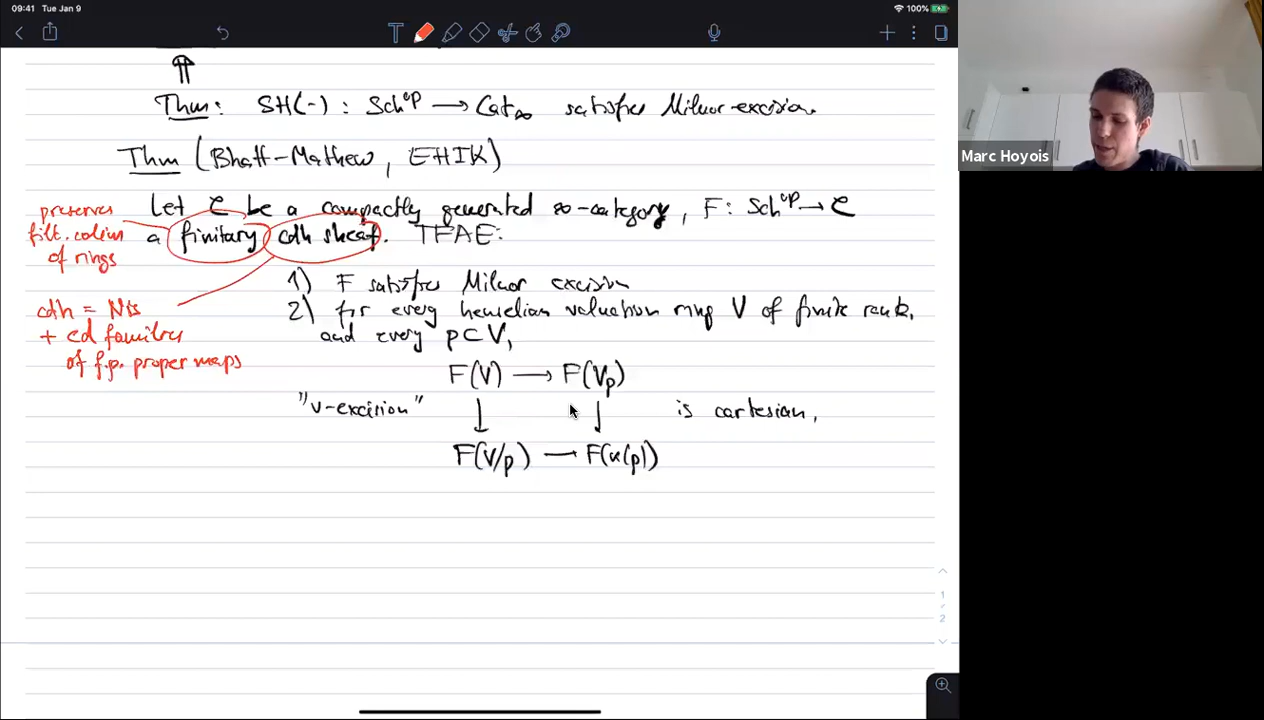 09:41 Tue Jan 9
100%
Thm: SH(-) : Sch^op → Cat_∞ satisfies Milnor excision.
Thm (Bhatt-Mathew, EHIK)
Let C be a compactly generated ∞-category, F: Sch^op → C
a finitary cdh sheaf. TFAE:
preserves
filt. colim
of rings
cdh = Nis
+ cd families
of f.p. proper maps
1) F satisfies Milnor excision
2) for every henselian valuation ring V of finite rank,
and every p ⊂ V,
F(V) → F(V_p)
"v-excision" ↓ ↓ is cartesian,
F(V/p) → F(κ(p))
Marc Hoyois
1
/
2